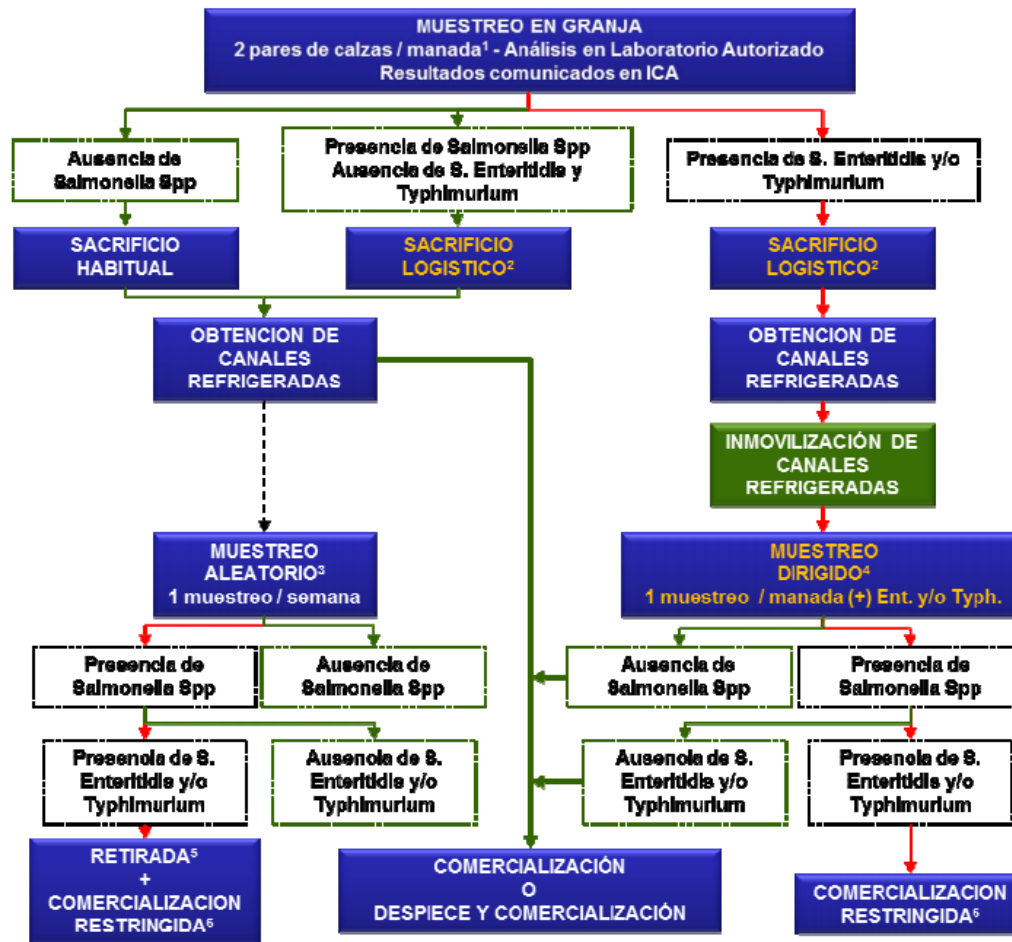 MUESTREO EN GRANJA
2 pares de calzas / manada¹ - Análisis en Laboratorio Autorizado
Resultados comunicados en ICA
Ausencia de
Salmonella Spp
Presencia de Salmonella Spp
Ausencia de S. Enteritidis y
Typhimurium
Presencia de S. Enteritidis y/o
Typhimurium
SACRIFICIO
HABITUAL
SACRIFICIO
LOGISTICO²
SACRIFICIO
LOGISTICO²
OBTENCION DE
CANALES
REFRIGERADAS
OBTENCION DE
CANALES
REFRIGERADAS
INMOVILIZACIÓN DE
CANALES
REFRIGERADAS
MUESTREO
ALEATORIO³
1 muestreo / semana
MUESTREO
DIRIGIDO⁴
1 muestreo / manada (+) Ent. y/o Typh.
Presencia de
Salmonella Spp
Ausencia de
Salmonella Spp
Ausencia de
Salmonella Spp
Presencia de
Salmonella Spp
Presencia de S.
Enteritidis y/o
Typhimurium
Ausencia de S.
Enteritidis y/o
Typhimurium
Ausencia de S.
Enteritidis y/o
Typhimurium
Presencia de S.
Enteritidis y/o
Typhimurium
RETIRADA⁵
+
COMERCIALIZACION
RESTRINGIDA⁶
COMERCIALIZACIÓN
O
DESPIECE Y COMERCIALIZACIÓN
COMERCIALIZACION
RESTRINGIDA⁶